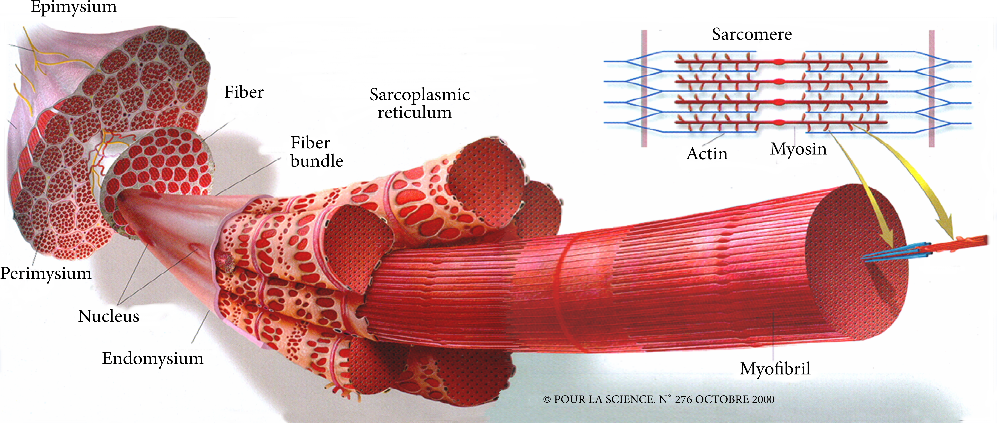 Epimysium
Sarcomere
Fiber
Sarcoplasmic
reticulum
Fiber
bundle
Actin
Myosin
Perimysium
Nucleus
Endomysium
Myofibril
© POUR LA SCIENCE. N° 276 OCTOBRE 2000